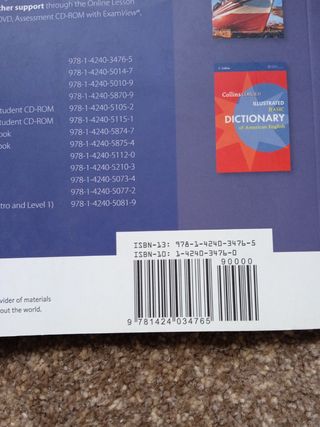 ther support through the Online Lesson
DVD, Assessment CD-ROM with ExamView®,
978-1-4240-3476-5
978-1-4240-5014-7
978-1-4240-5010-9
978-1-4240-5870-9
tudent CD-ROM 978-1-4240-5105-2
tudent CD-ROM 978-1-4240-5115-1
ook 978-1-4240-5874-7
ook 978-1-4240-5875-4
978-1-4240-5112-0
978-1-4240-5210-3
978-1-4240-5073-4
978-1-4240-5077-2
ntro and Level 1) 978-1-4240-5081-9
Collins
Collins
ILLUSTRATED
BASIC
DICTIONARY
of American English
vider of materials
out the world.
ISBN-13: 978-1-4240-3476-5
ISBN-10: 1-4240-3476-0
90000
9 781424 034765